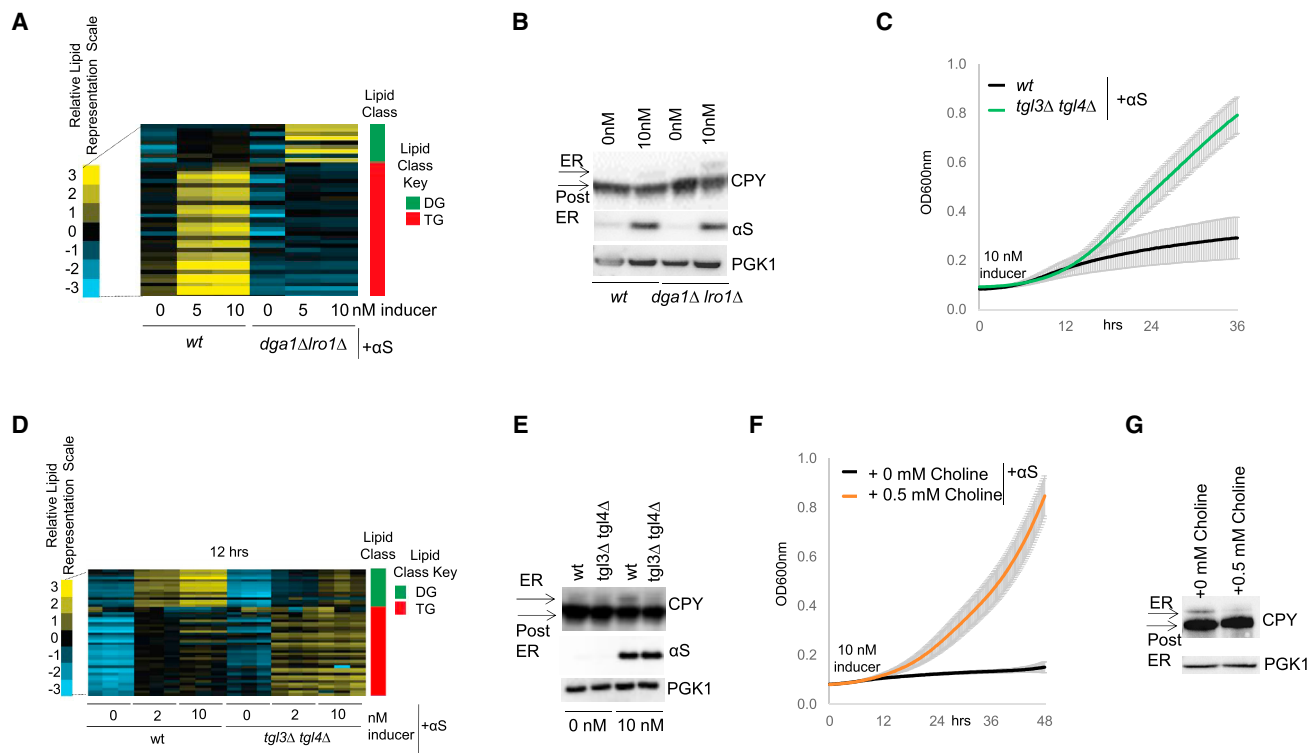 A
Relative Lipid
Representation Scale
3
2
1
0
-1
-2
-3
Lipid
Class
Lipid
Class
Key
DG
TG
0 5 10 0 5 10 nM inducer
wt dga1Δlro1Δ +αS
B
0nM 10nM 0nM 10nM
ER
Post
ER
CPY
αS
PGK1
wt dga1Δ lro1Δ
C
1.0
0.8
0.6
0.4
0.2
0.0
OD600nm
wt
tgl3Δ tgl4Δ
+αS
10 nM
inducer
0 12 hrs 24 36
D
Relative Lipid
Representation Scale
3
2
1
0
-1
-2
-3
12 hrs
Lipid
Class
Lipid
Class Key
DG
TG
0 2 10 0 2 10 nM
inducer
wt tgl3Δ tgl4Δ
+αS
E
wt tgl3Δ tgl4Δ wt tgl3Δ tgl4Δ
ER
Post
ER
CPY
αS
PGK1
0 nM 10 nM
F
1.0
0.8
0.6
0.4
0.2
0.0
OD600nm
+ 0 mM Choline
+ 0.5 mM Choline
+αS
10 nM
inducer
0 12 24 hrs 36 48
G
+0 mM Choline
+0.5 mM Choline
ER
Post
ER
CPY
PGK1